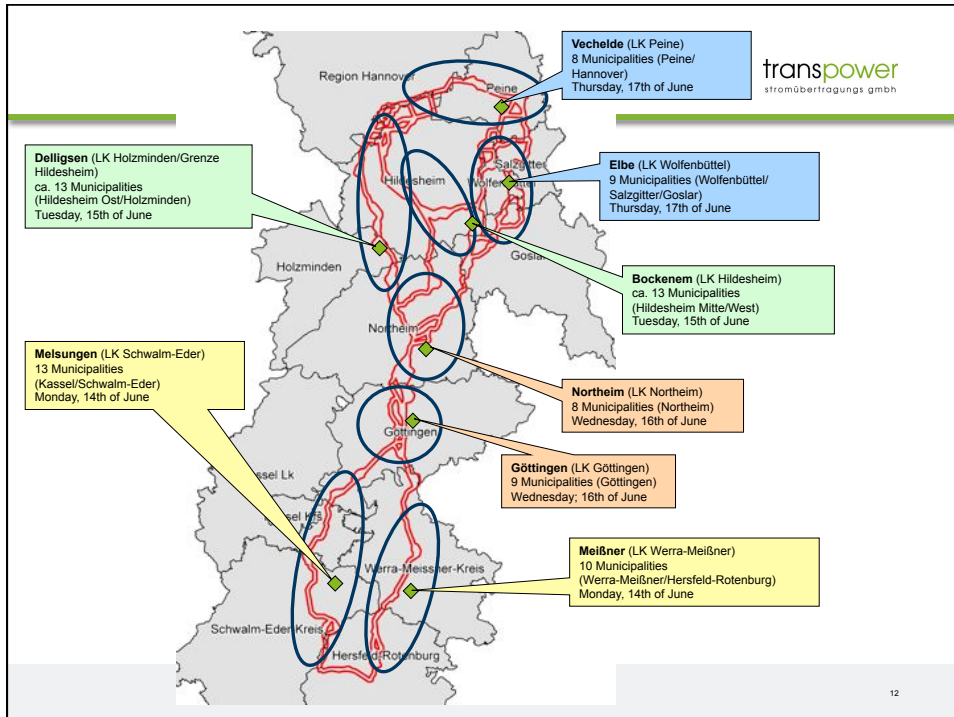 Vechelde (LK Peine)
8 Municipalities (Peine/
Hannover)
Thursday, 17th of June
transpower
stromübertragungs gmbh
Region Hannover
Peine
Delligsen (LK Holzminden/Grenze
Hildesheim)
ca. 13 Municipalities
(Hildesheim Ost/Holzminden)
Tuesday, 15th of June
Hildesheim
Salzgitter
Wolfenbüttel
Elbe (LK Wolfenbüttel)
9 Municipalities (Wolfenbüttel/
Salzgitter/Goslar)
Thursday, 17th of June
Holzminden
Goslar
Bockenem (LK Hildesheim)
ca. 13 Municipalities
(Hildesheim Mitte/West)
Tuesday, 15th of June
Northeim
Melsungen (LK Schwalm-Eder)
13 Municipalities
(Kassel/Schwalm-Eder)
Monday, 14th of June
Northeim (LK Northeim)
8 Municipalities (Northeim)
Wednesday, 16th of June
Göttingen
Göttingen (LK Göttingen)
9 Municipalities (Göttingen)
Wednesday; 16th of June
Kassel Lk
Kassel Krfs
Meißner (LK Werra-Meißner)
10 Municipalities
(Werra-Meißner/Hersfeld-Rotenburg)
Monday, 14th of June
Werra-Meissner-Kreis
Schwalm-Eder-Kreis
Hersfeld-Rotenburg
12